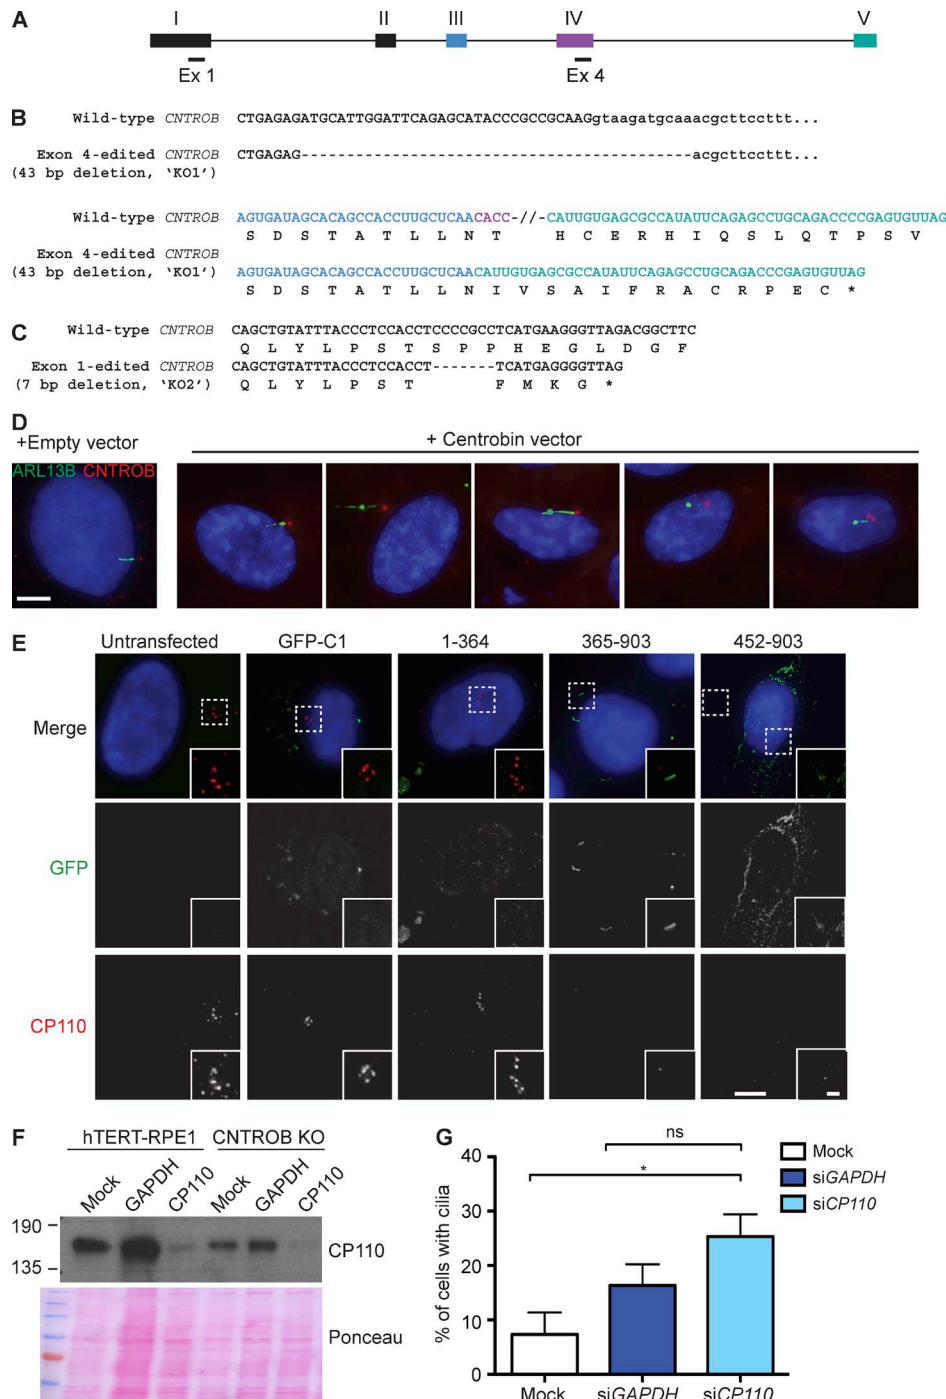 A
I II III IV V
Ex 1 Ex 4
B
Wild-type CNTROB CTGAGAGATGCATTGGATTCAGAGCATACCCGCCGCAAGgtaagatgcaaacgcttccttt...
Exon 4-edited CNTROB CTGAGAG-------------------------------------------acgcttccttt...
(43 bp deletion, ‘KO1’)
Wild-type CNTROB AGUGAUAGCACAGCCACCUUGCUCAACACC-//-CAUUGUGAGCGCCAUAUUCAGAGCCUGCAGACCCCGAGUGUUAG
S D S T A T L L N T H C E R H I Q S L Q T P S V
Exon 4-edited CNTROB
(43 bp deletion, ‘KO1’) AGUGAUAGCACAGCCACCUUGCUCAACAUUGUGAGCGCCAUAUUCAGAGCCUGCAGACCCGAGUGUUAG
S D S T A T L L N I V S A I F R A C R P E C *
C
Wild-type CNTROB CAGCTGTATTTACCCTCCACCTCCCCGCCTCATGAAGGGTTAGACGGCTTC
Q L Y L P S T S P P H E G L D G F
Exon 1-edited CNTROB CAGCTGTATTTACCCTCCACCT-------TCATGAGGGGTTAG
(7 bp deletion, ‘KO2’) Q L Y L P S T F M K G *
D
+Empty vector + Centrobin vector
ARL13B CNTROB
E
Untransfected GFP-C1 1-364 365-903 452-903
Merge
GFP
CP110
F
hTERT-RPE1 CNTROB KO
Mock GAPDH CP110 Mock GAPDH CP110
190
135
CP110
Ponceau
G
ns
*
Mock
siGAPDH
siCP110
% of cells with cilia
40
30
20
10
0
Mock siGAPDH siCP110